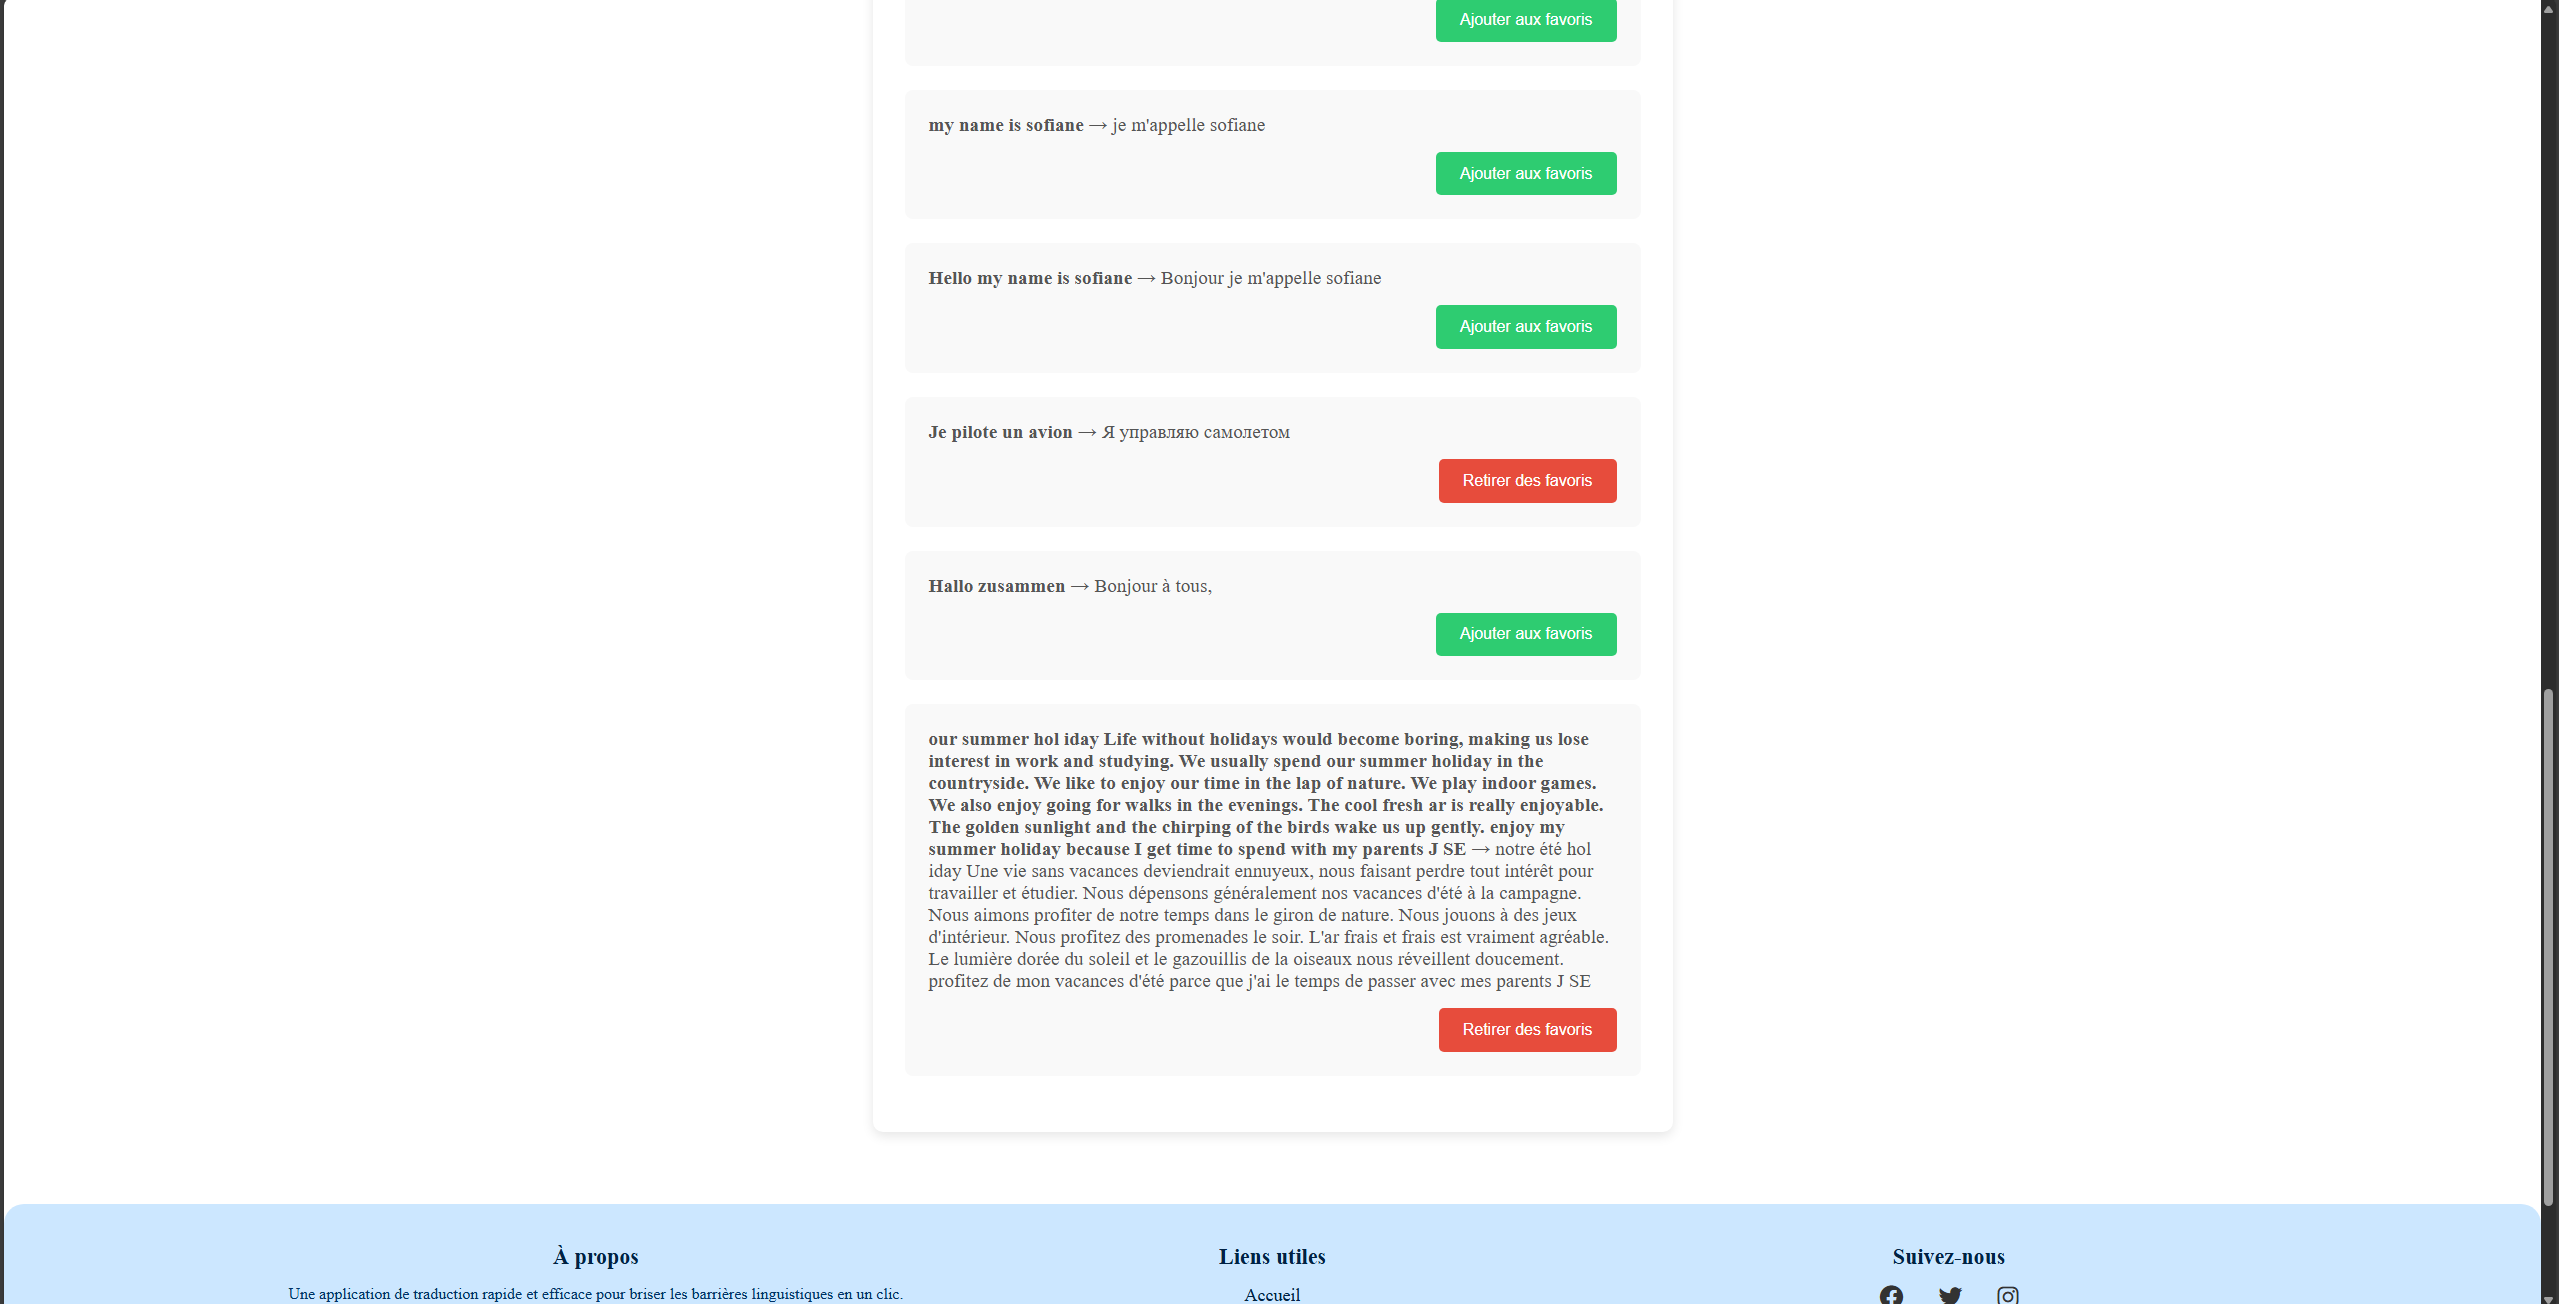 Ajouter aux favoris
my name is sofiane → je m'appelle sofiane
Ajouter aux favoris
Hello my name is sofiane → Bonjour je m'appelle sofiane
Ajouter aux favoris
Je pilote un avion → Я управляю самолетом
Retirer des favoris
Hallo zusammen → Bonjour à tous,
Ajouter aux favoris
our summer hol iday Life without holidays would become boring, making us lose
interest in work and studying. We usually spend our summer holiday in the
countryside. We like to enjoy our time in the lap of nature. We play indoor games.
We also enjoy going for walks in the evenings. The cool fresh ar is really enjoyable.
The golden sunlight and the chirping of the birds wake us up gently. enjoy my
summer holiday because I get time to spend with my parents J SE → notre été hol
iday Une vie sans vacances deviendrait ennuyeux, nous faisant perdre tout intérêt pour
travailler et étudier. Nous dépensons généralement nos vacances d'été à la campagne.
Nous aimons profiter de notre temps dans le giron de nature. Nous jouons à des jeux
d'intérieur. Nous profitez des promenades le soir. L'ar frais et frais est vraiment agréable.
Le lumière dorée du soleil et le gazouillis de la oiseaux nous réveillent doucement.
profitez de mon vacances d'été parce que j'ai le temps de passer avec mes parents J SE
Retirer des favoris
À propos
Une application de traduction rapide et efficace pour briser les barrières linguistiques en un clic.
Liens utiles
Accueil
Suivez-nous